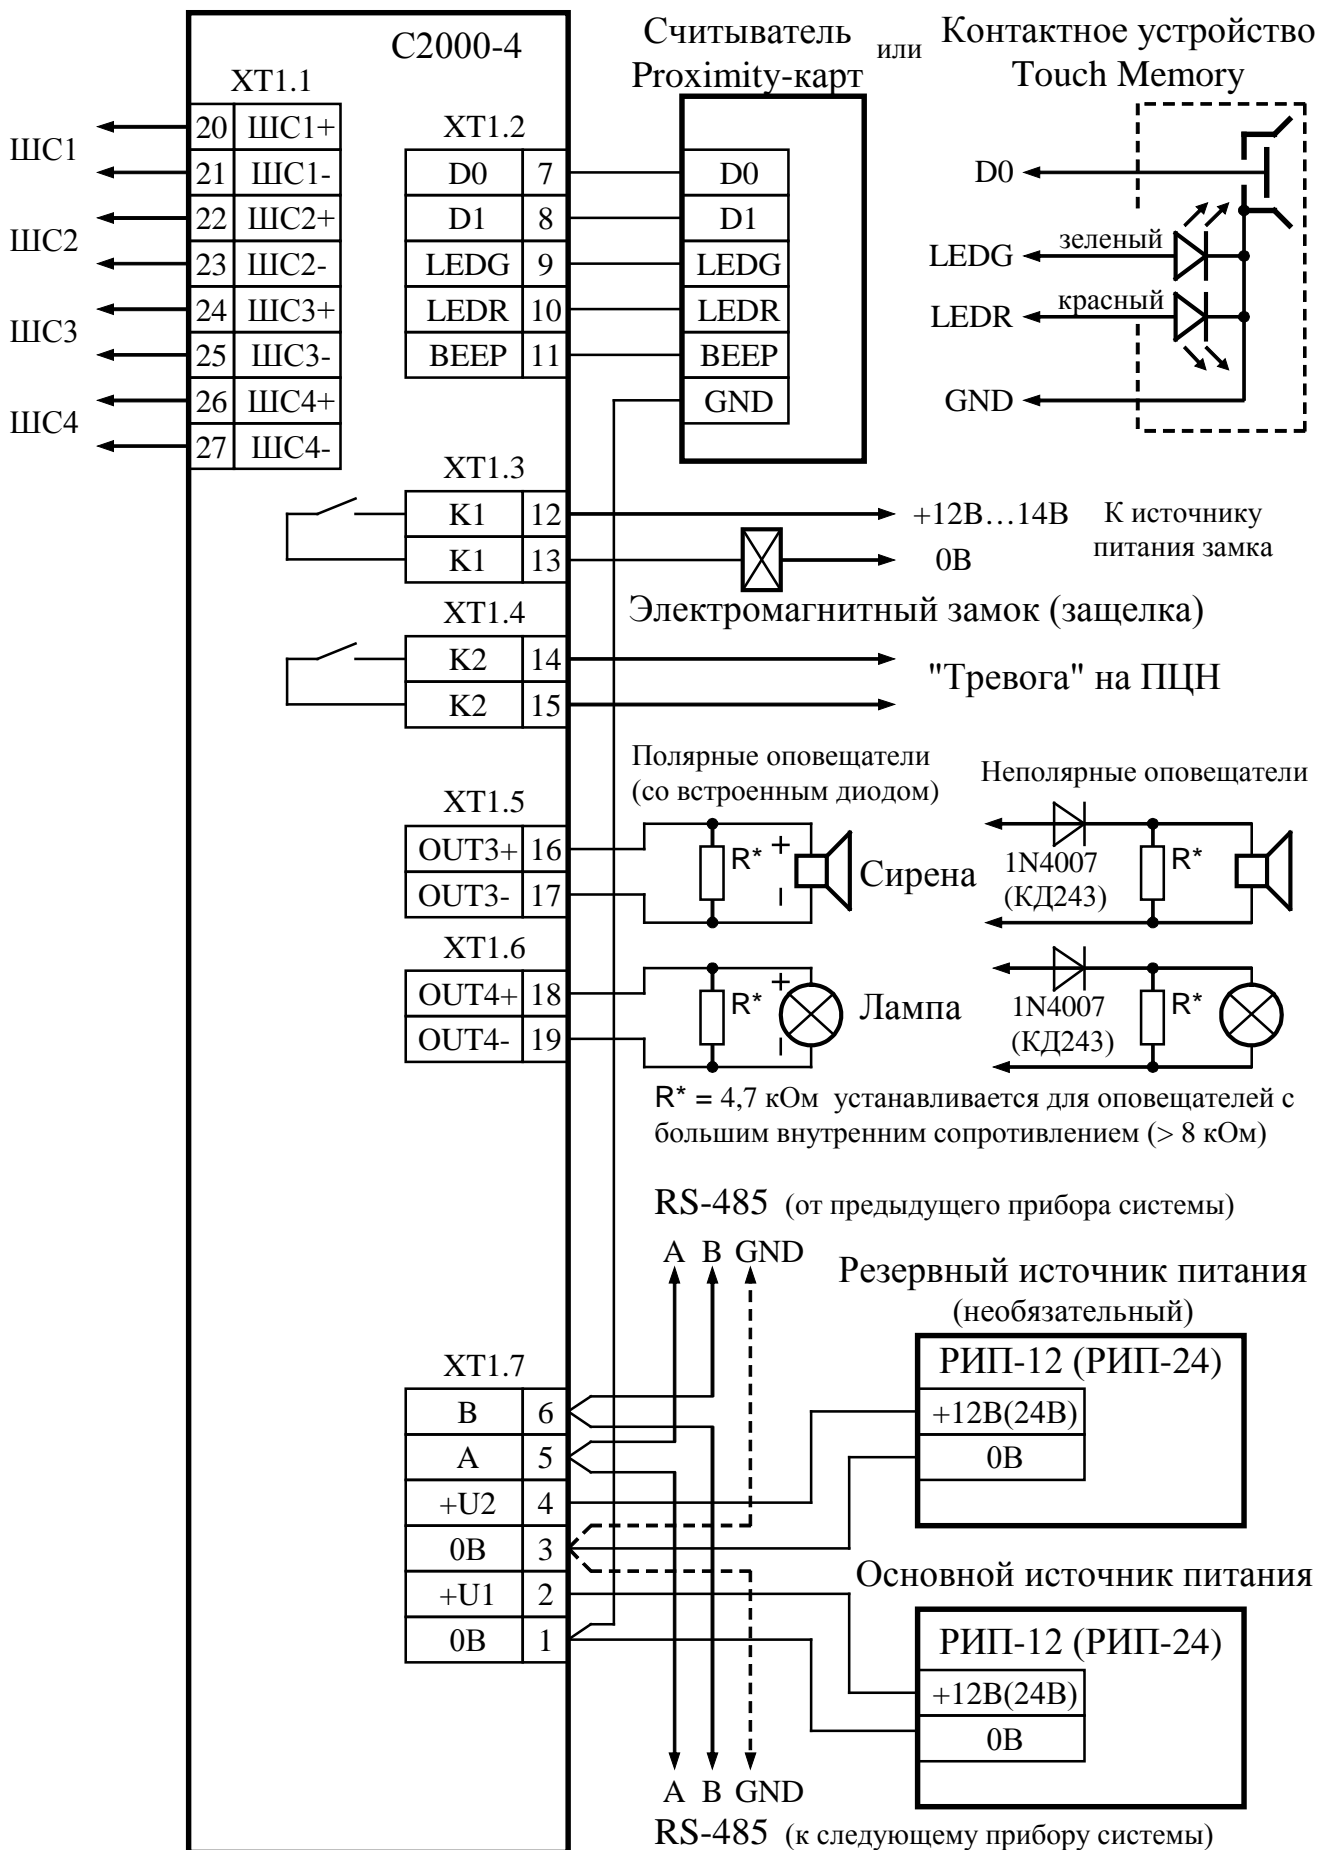 С2000-4
XT1.1
20 ШС1+
21 ШС1-
22 ШС2+
23 ШС2-
24 ШС3+
25 ШС3-
26 ШС4+
27 ШС4-
ШС1
ШС2
ШС3
ШС4
XT1.2
D0 7
D1 8
LEDG 9
LEDR 10
BEEP 11
Считыватель
Proximity-карт
или
Контактное устройство
Touch Memory
D0
D1
LEDG
LEDR
BEEP
GND
D0
LEDG
зеленый
LEDR
красный
GND
XT1.3
K1 12
K1 13
+12В…14В
0В
К источнику
питания замка
Электромагнитный замок (защелка)
XT1.4
K2 14
K2 15
"Тревога" на ПЦН
Полярные оповещатели
(со встроенным диодом)
Неполярные оповещатели
XT1.5
OUT3+ 16
OUT3- 17
R*
+
–
Сирена
1N4007
(КД243)
R*
XT1.6
OUT4+ 18
OUT4- 19
R*
+
–
Лампа
1N4007
(КД243)
R*
R* = 4,7 кОм устанавливается для оповещателей с
большим внутренним сопротивлением (> 8 кОм)
RS-485 (от предыдущего прибора системы)
A B GND
Резервный источник питания
(необязательный)
РИП-12 (РИП-24)
+12В(24В)
0В
XT1.7
B 6
A 5
+U2 4
0В 3
+U1 2
0В 1
Основной источник питания
РИП-12 (РИП-24)
+12В(24В)
0В
A B GND
RS-485 (к следующему прибору системы)